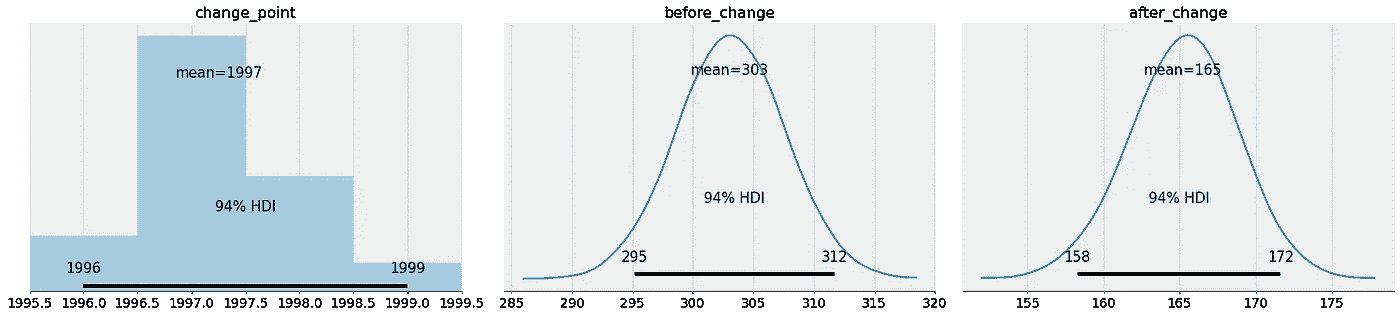 change_point
before_change
after_change
mean=1997
mean=303
mean=165
94% HDI
94% HDI
94% HDI
1996
1999
295
312
158
172
1995.5 1996.0 1996.5 1997.0 1997.5 1998.0 1998.5 1999.0 1999.5
285 290 295 300 305 310 315 320
155 160 165 170 175